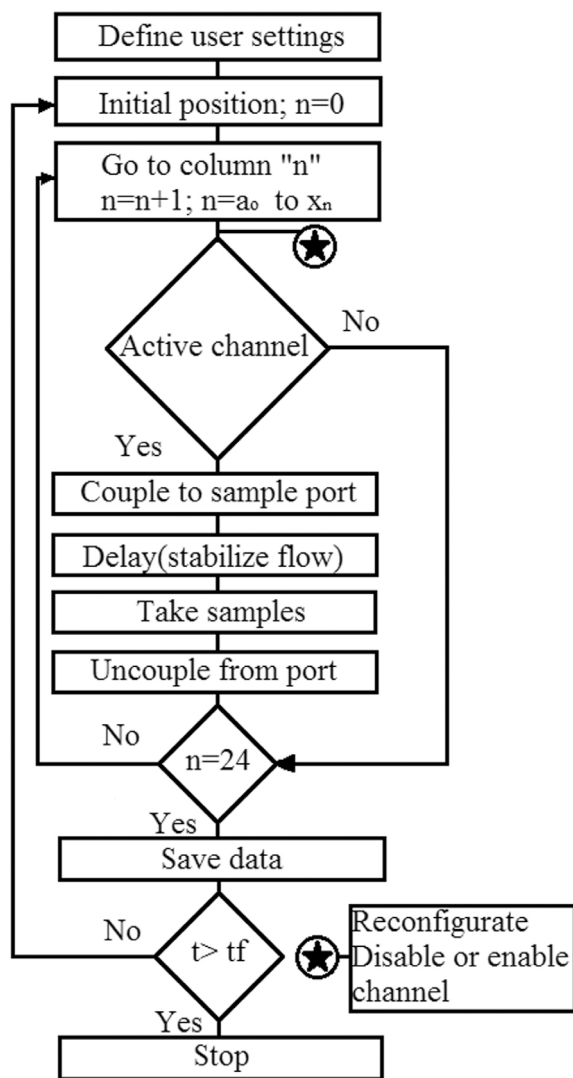 Define user settings
Initial position; n=0
Go to column "n"
n=n+1; n=aₒ to xₙ
Active channel
No
Yes
Couple to sample port
Delay(stabilize flow)
Take samples
Uncouple from port
No
n=24
Yes
Save data
No
t> tf
Reconfigurate
Disable or enable
channel
Yes
Stop